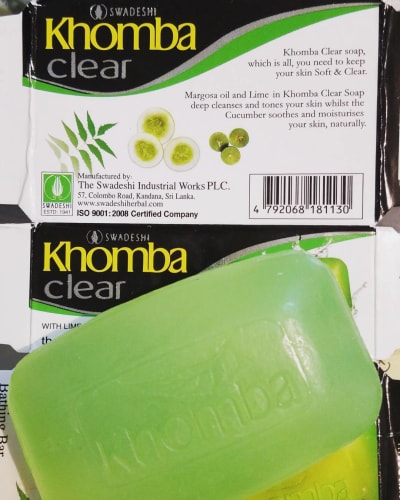 SWADESHI
Khomba
clear
Khomba Clear soap,
which is all, you need to keep
your skin Soft & Clear.
Margosa oil and Lime in Khomba Clear Soap
deep cleanses and tones your skin whilst the
Cucumber soothes and moisturises
your skin, naturally.
Manufactured by:
The Swadeshi Industrial Works PLC.
57, Colombo Road, Kandana, Sri Lanka.
www.swadeshiherbal.com
SWADESHI
ESTD. 1941
ISO 9001:2008 Certified Company
4 792068 181130
SWADESHI
Khomba
clear
WITH LIME
Bathing Bar
Khomba